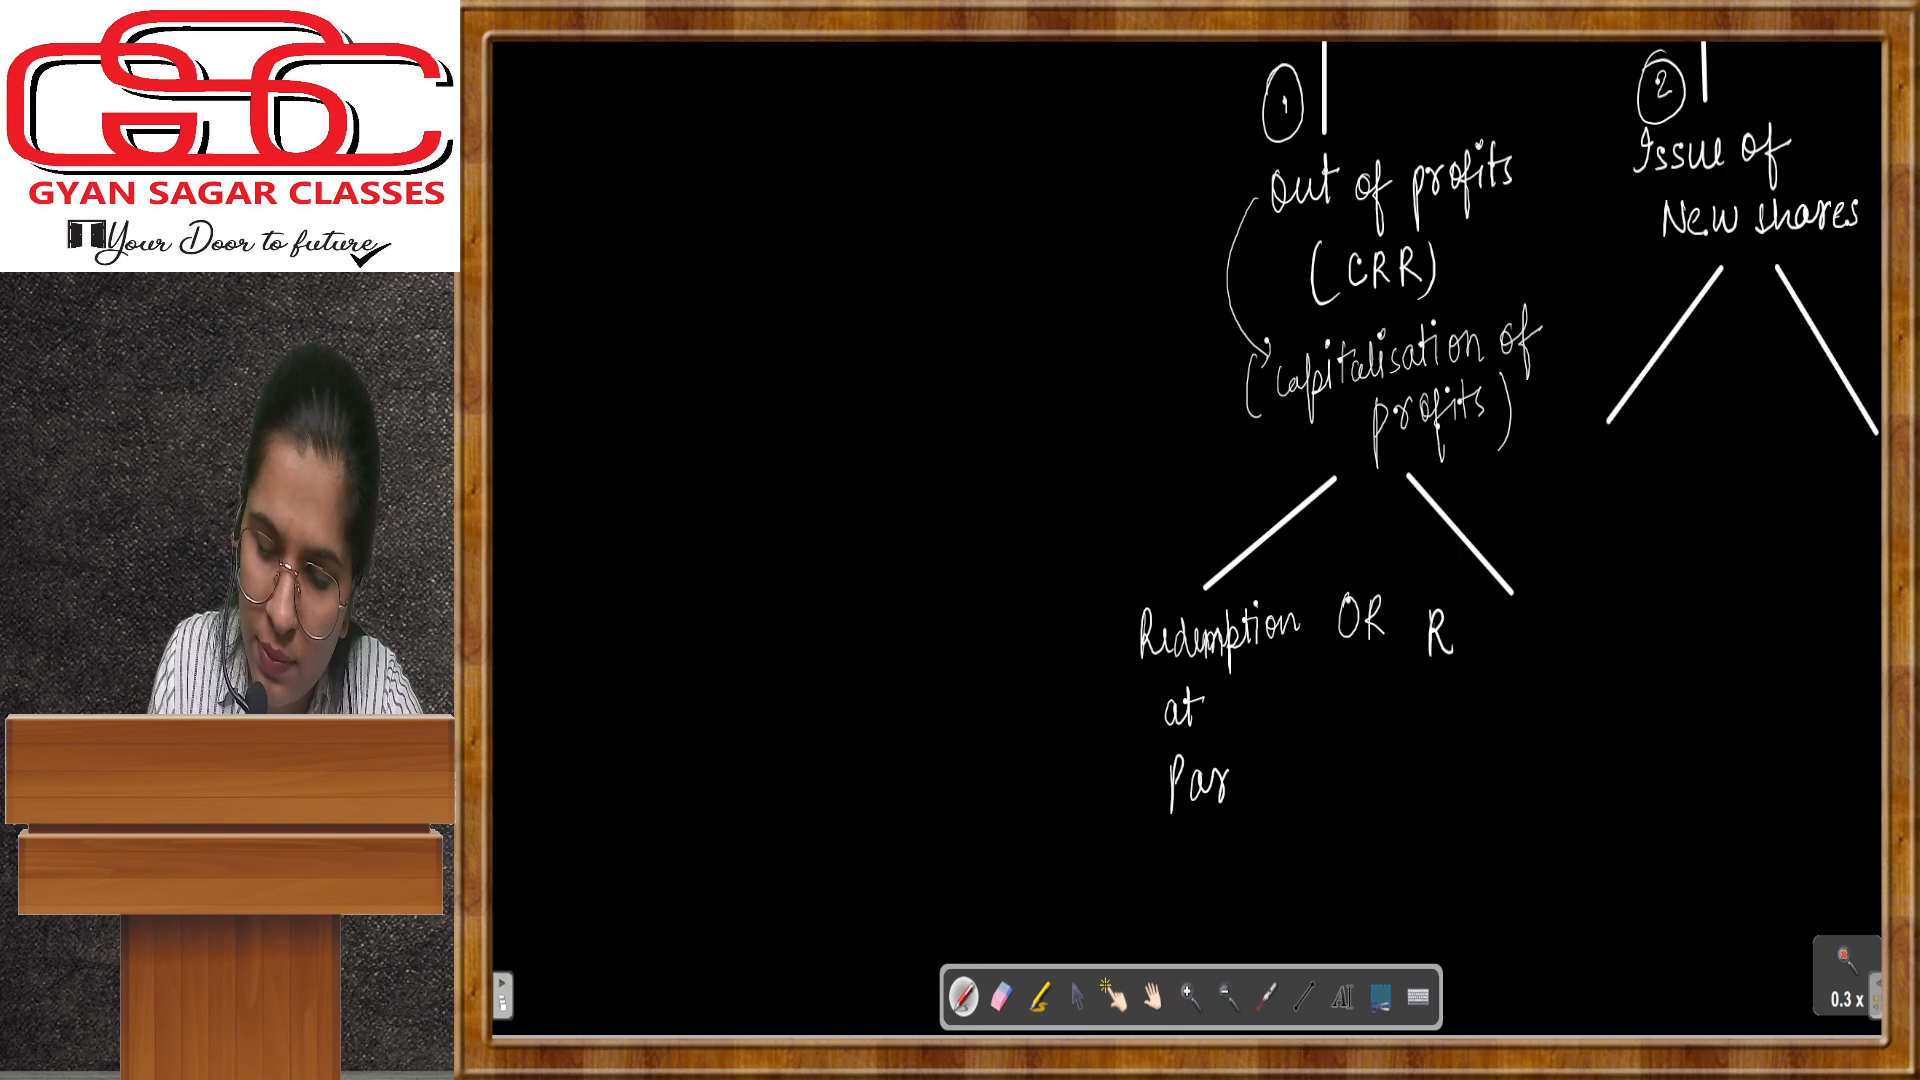 GSC
GYAN SAGAR CLASSES
Your Door to future
1
Out of profits
(CRR)
(Capitalisation of
profits)
Redemption OR R
at
Par
2
Issue of
New shares
0.3 x